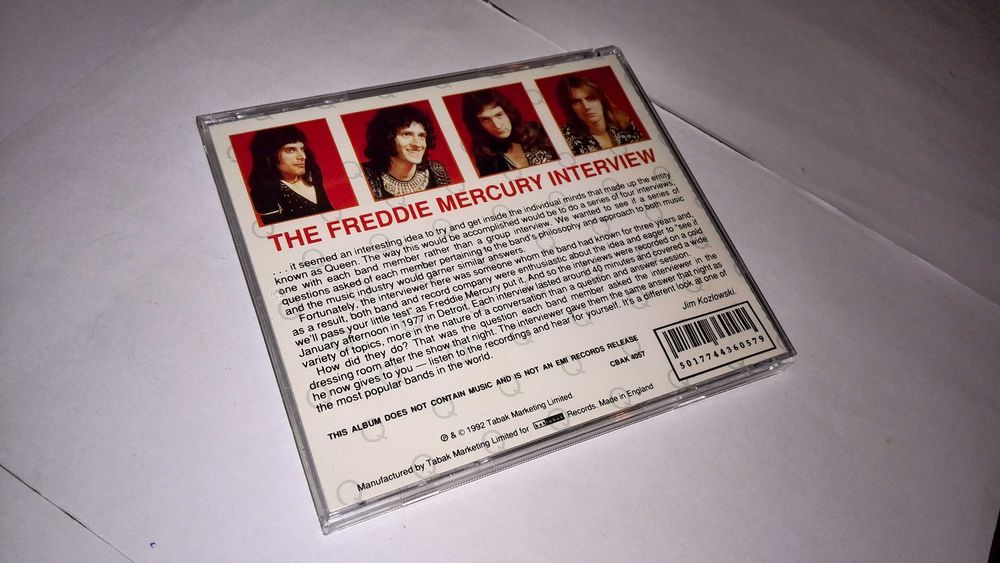 THE FREDDIE MERCURY INTERVIEW
. . . it seemed an interesting idea to try and get inside the individual minds that made up the entity
known as Queen. The way this would be accomplished would be to do a series of four interviews,
one with each band member rather than a group interview. We wanted to see if a series of
questions asked of each member pertaining to the band's philosophy and approach to both music
and the music industry would garner similar answers.
Fortunately, the interviewer here was someone whom the band had known for three years and,
as a result, both band and record company were enthusiastic about the idea and eager to "see if
we'll pass your little test" as Freddie Mercury put it. And so the interviews were recorded on a cold
January afternoon in 1977 in Detroit. Each interview lasted around 40 minutes and covered a wide
variety of topics, more in the nature of a conversation than a question and answer session.
How did they do? That was the question each band member asked the interviewer in the
dressing room after the show that night. The interviewer gave them the same answer that night as
he now gives to you — listen to the recordings and hear for yourself. It's a different look at one of
the most popular bands in the world.
Jim Kozlowski.
THIS ALBUM DOES NOT CONTAIN MUSIC AND IS NOT AN EMI RECORDS RELEASE
CBAK 4057
5017744360579
℗ & © 1992 Tabak Marketing Limited.
Manufactured by Tabak Marketing Limited for Records. Made in England